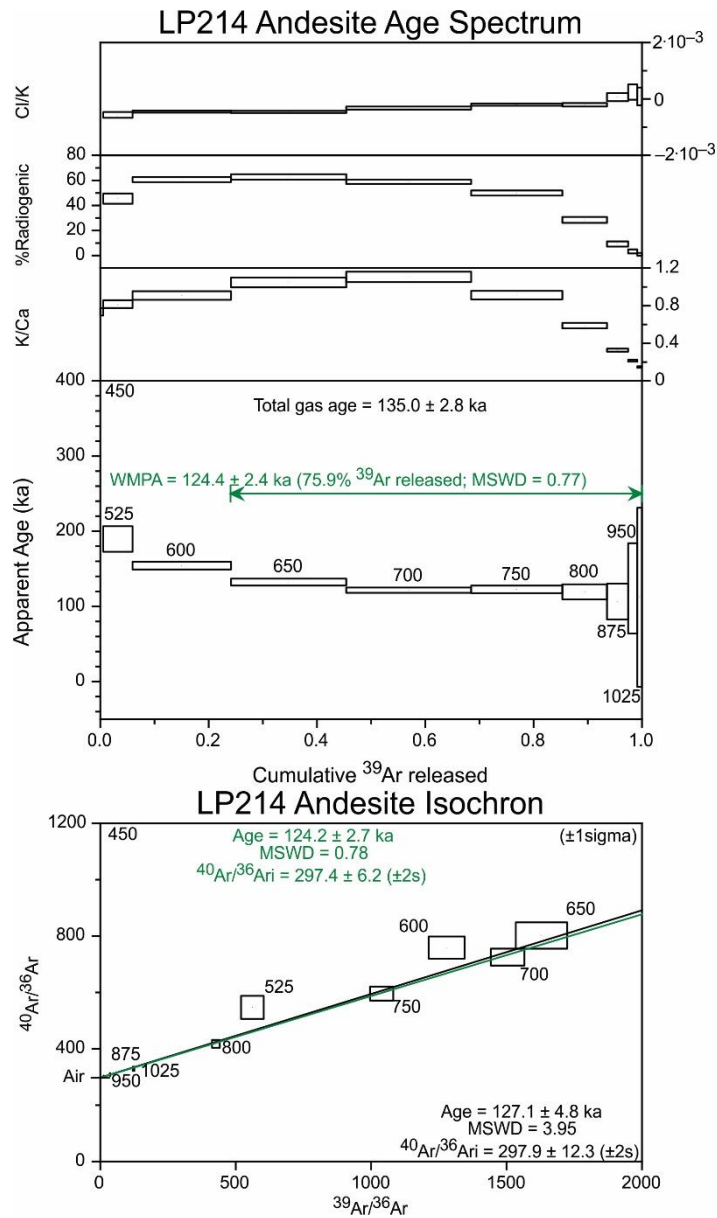 LP214 Andesite Age Spectrum
Cl/K
2·10⁻³
0
−2·10⁻³
%Radiogenic
80
60
40
20
0
K/Ca
1.2
0.8
0.4
0
Apparent Age (ka)
400
300
200
100
0
450
Total gas age = 135.0 ± 2.8 ka
WMPA = 124.4 ± 2.4 ka (75.9% ³⁹Ar released; MSWD = 0.77)
525
600
650
700
750
800
875
950
1025
0.0 0.2 0.4 0.6 0.8 1.0
Cumulative ³⁹Ar released
LP214 Andesite Isochron
⁴⁰Ar/³⁶Ar
1200
800
400
Air
0
450
Age = 124.2 ± 2.7 ka
MSWD = 0.78
⁴⁰Ar/³⁶Ari = 297.4 ± 6.2 (±2s)
(±1sigma)
650
600
700
525
750
800
875
1025
950
Age = 127.1 ± 4.8 ka
MSWD = 3.95
⁴⁰Ar/³⁶Ari = 297.9 ± 12.3 (±2s)
0 500 1000 1500 2000
³⁹Ar/³⁶Ar